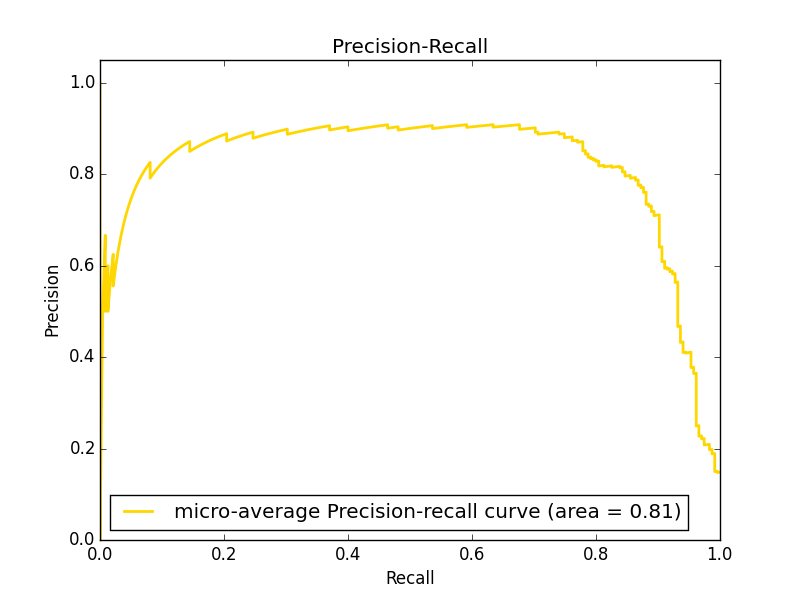 Precision-Recall
1.0
0.8
0.6
0.4
0.2
0.0
Precision
micro-average Precision-recall curve (area = 0.81)
0.0 0.2 0.4 0.6 0.8 1.0
Recall